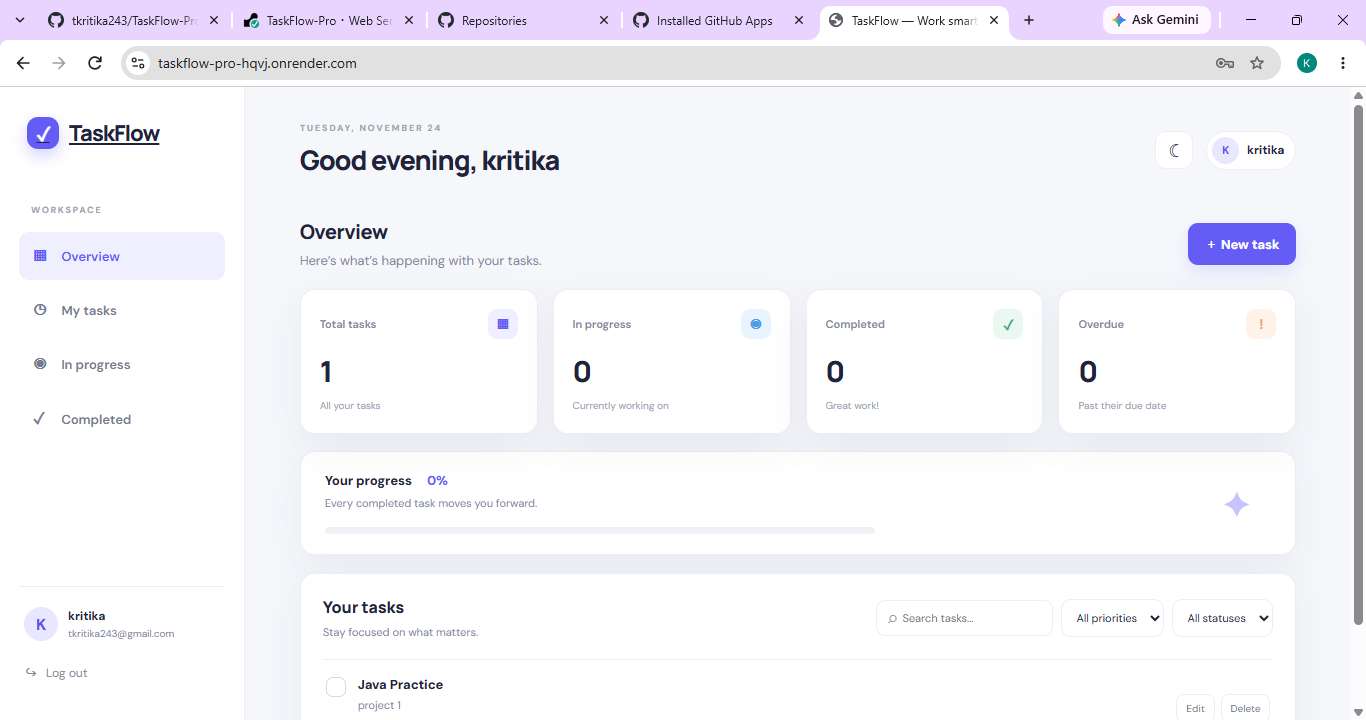 tkritika243/TaskFlow-Pro
TaskFlow-Pro · Web Ser
Repositories
Installed GitHub Apps
TaskFlow — Work smart
Ask Gemini
taskflow-pro-hqvj.onrender.com
K
TaskFlow
WORKSPACE
Overview
My tasks
In progress
Completed
K
kritika
tkritika243@gmail.com
Log out
TUESDAY, NOVEMBER 24
Good evening, kritika
K kritika
Overview
Here's what's happening with your tasks.
+ New task
Total tasks
1
All your tasks
In progress
0
Currently working on
Completed
0
Great work!
Overdue
!
0
Past their due date
Your progress 0%
Every completed task moves you forward.
Your tasks
Stay focused on what matters.
Search tasks...
All priorities
All statuses
Java Practice
project 1
Edit
Delete